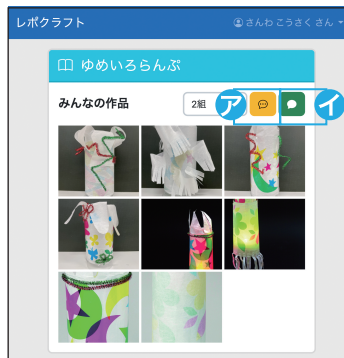 レポクラフト
さんわ こうさく さん
ゆめいろらんぷ
みんなの作品
2組
ア
イ